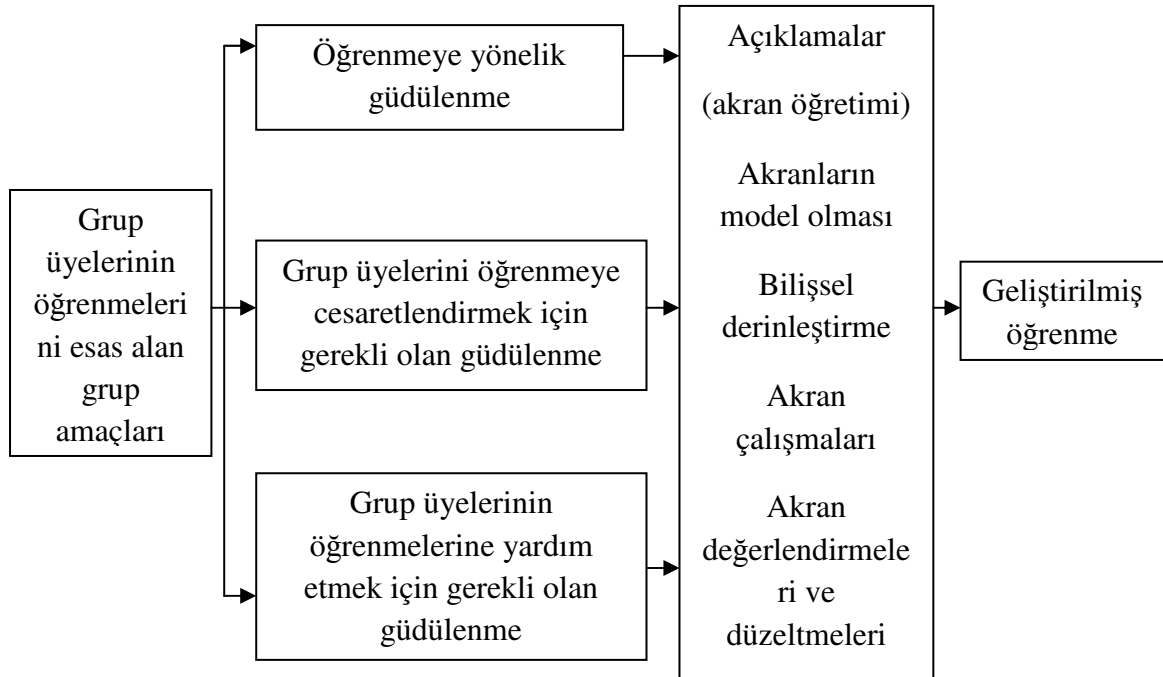 Grup
üyelerinin
öğrenmeleri
ni esas alan
grup
amaçları
Öğrenmeye yönelik
güdülenme
Grup üyelerini öğrenmeye
cesaretlendirmek için
gerekli olan güdülenme
Grup üyelerinin
öğrenmelerine yardım
etmek için gerekli olan
güdülenme
Açıklamalar
(akran öğretimi)
Akranların
model olması
Bilişsel
derinleştirme
Akran
çalışmaları
Akran
değerlendirmele
ri ve
düzeltmeleri
Geliştirilmiş
öğrenme